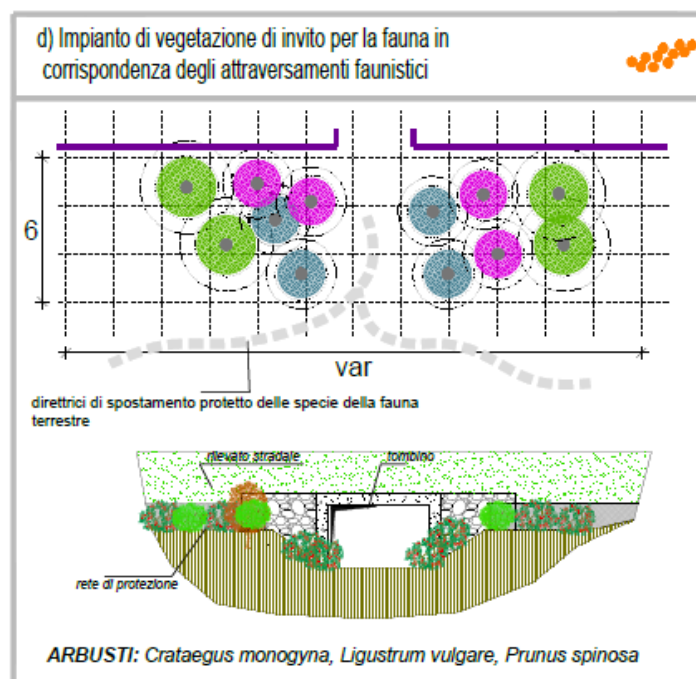 d) Impianto di vegetazione di invito per la fauna in
corrispondenza degli attraversamenti faunistici
6
var
direttrici di spostamento protetto delle specie della fauna
terrestre
rilevato stradale
tombino
rete di protezione
ARBUSTI: Crataegus monogyna, Ligustrum vulgare, Prunus spinosa